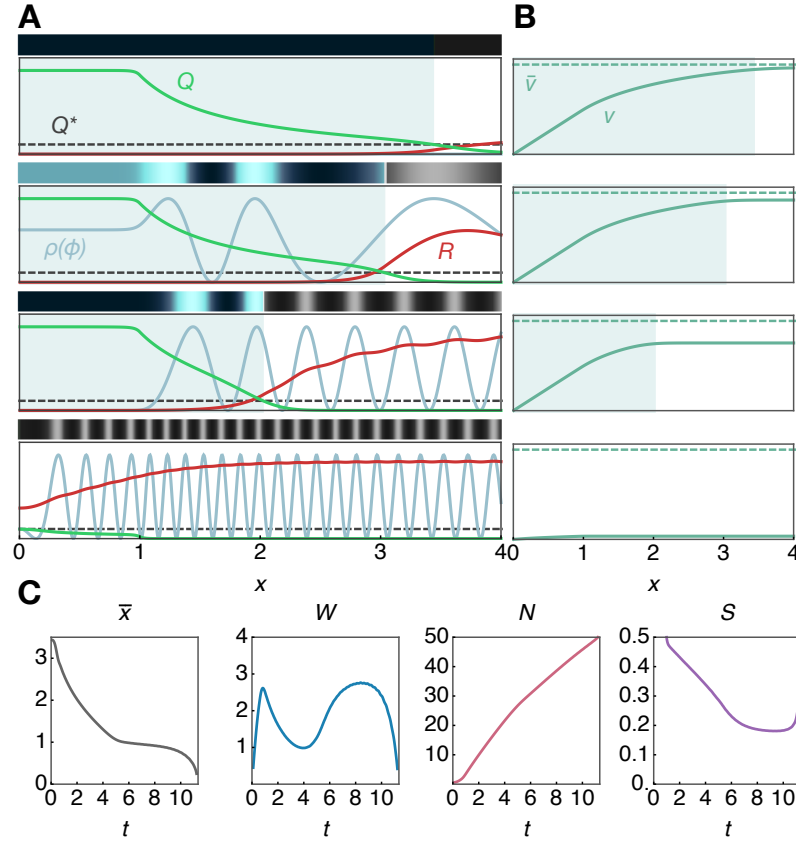 A B
Q
Q*
v̄
v
ρ(ϕ)
R
0 1 2 3 4 0 1 2 3 4
x x
C
x̄ W N S
3 2 1 0
4 3 2 1
50 40 30 20 10
0.5 0.4 0.3 0.2 0.1 0.
0 2 4 6 8 10 0 2 4 6 8 10 0 2 4 6 8 10 0 2 4 6 8 10
t t t t